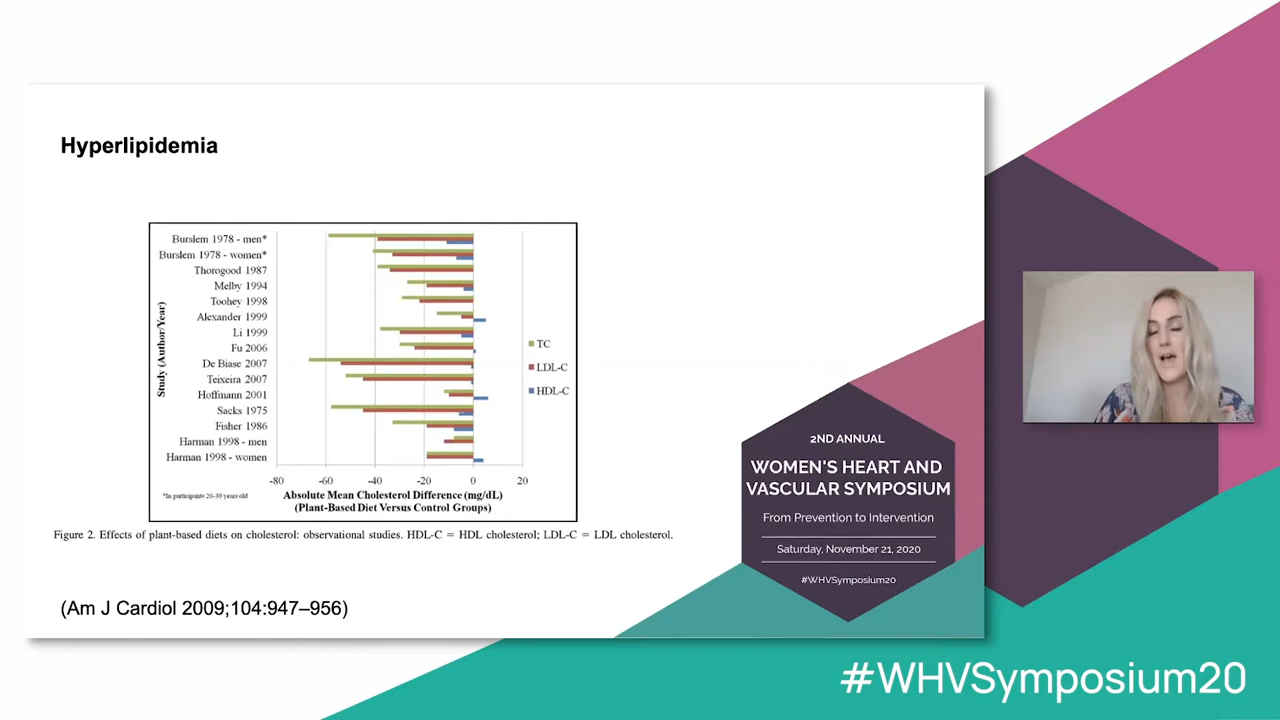 Hyperlipidemia
Study (Author/Year)
Burslem 1978 - men*
Burslem 1978 - women*
Thorogood 1987
Melby 1994
Toohey 1998
Alexander 1999
Li 1999
Fu 2006
De Biase 2007
Teixeira 2007
Hoffmann 2001
Sacks 1975
Fisher 1986
Harman 1998 - men
Harman 1998 - women
TC
LDL-C
HDL-C
-80 -60 -40 -20 0 20
*In participants 20-30 years old
Absolute Mean Cholesterol Difference (mg/dL)
(Plant-Based Diet Versus Control Groups)
Figure 2. Effects of plant-based diets on cholesterol: observational studies. HDL-C = HDL cholesterol; LDL-C = LDL cholesterol.
(Am J Cardiol 2009;104:947–956)
2ND ANNUAL
WOMEN'S HEART AND
VASCULAR SYMPOSIUM
From Prevention to Intervention
Saturday, November 21, 2020
#WHVSymposium20
#WHVSymposium20